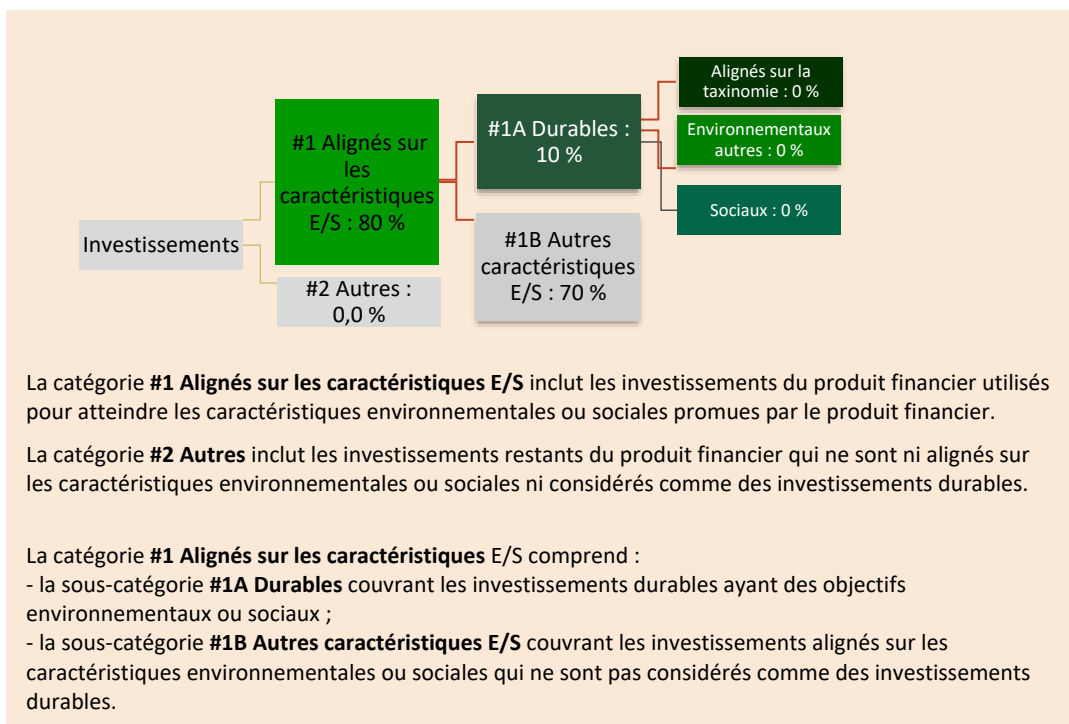 Investissements
#1 Alignés sur
les
caractéristiques
E/S : 80 %
#2 Autres :
0,0 %
#1A Durables :
10 %
#1B Autres
caractéristiques
E/S : 70 %
Alignés sur la
taxinomie : 0 %
Environnementaux
autres : 0 %
Sociaux : 0 %
La catégorie #1 Alignés sur les caractéristiques E/S inclut les investissements du produit financier utilisés
pour atteindre les caractéristiques environnementales ou sociales promues par le produit financier.
La catégorie #2 Autres inclut les investissements restants du produit financier qui ne sont ni alignés sur
les caractéristiques environnementales ou sociales ni considérés comme des investissements durables.
La catégorie #1 Alignés sur les caractéristiques E/S comprend :
- la sous-catégorie #1A Durables couvrant les investissements durables ayant des objectifs
environnementaux ou sociaux ;
- la sous-catégorie #1B Autres caractéristiques E/S couvrant les investissements alignés sur les
caractéristiques environnementales ou sociales qui ne sont pas considérés comme des investissements
durables.